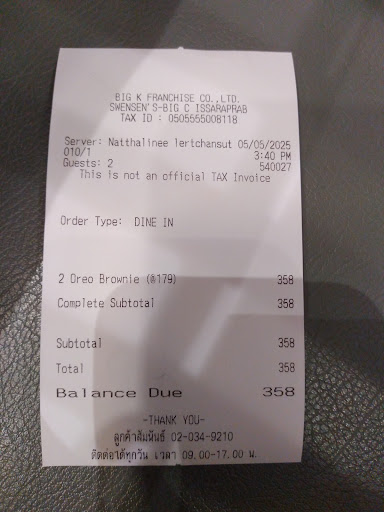 BIG K FRANCHISE CO.,LTD.
SWENSEN'S-BIG C ISSARAPRAB
TAX ID : 0505555008118
Server: Natthalinee lertchansut 05/05/2025
010/1 3:40 PM
Guests: 2 540027
This is not an official TAX Invoice
Order Type: DINE IN
2 Oreo Brownie (@179) 358
Complete Subtotal 358
Subtotal 358
Total 358
Balance Due 358
-THANK YOU-
ลูกค้าสัมพันธ์ 02-034-9210
ติดต่อได้ทุกวัน เวลา 09.00-17.00 น.